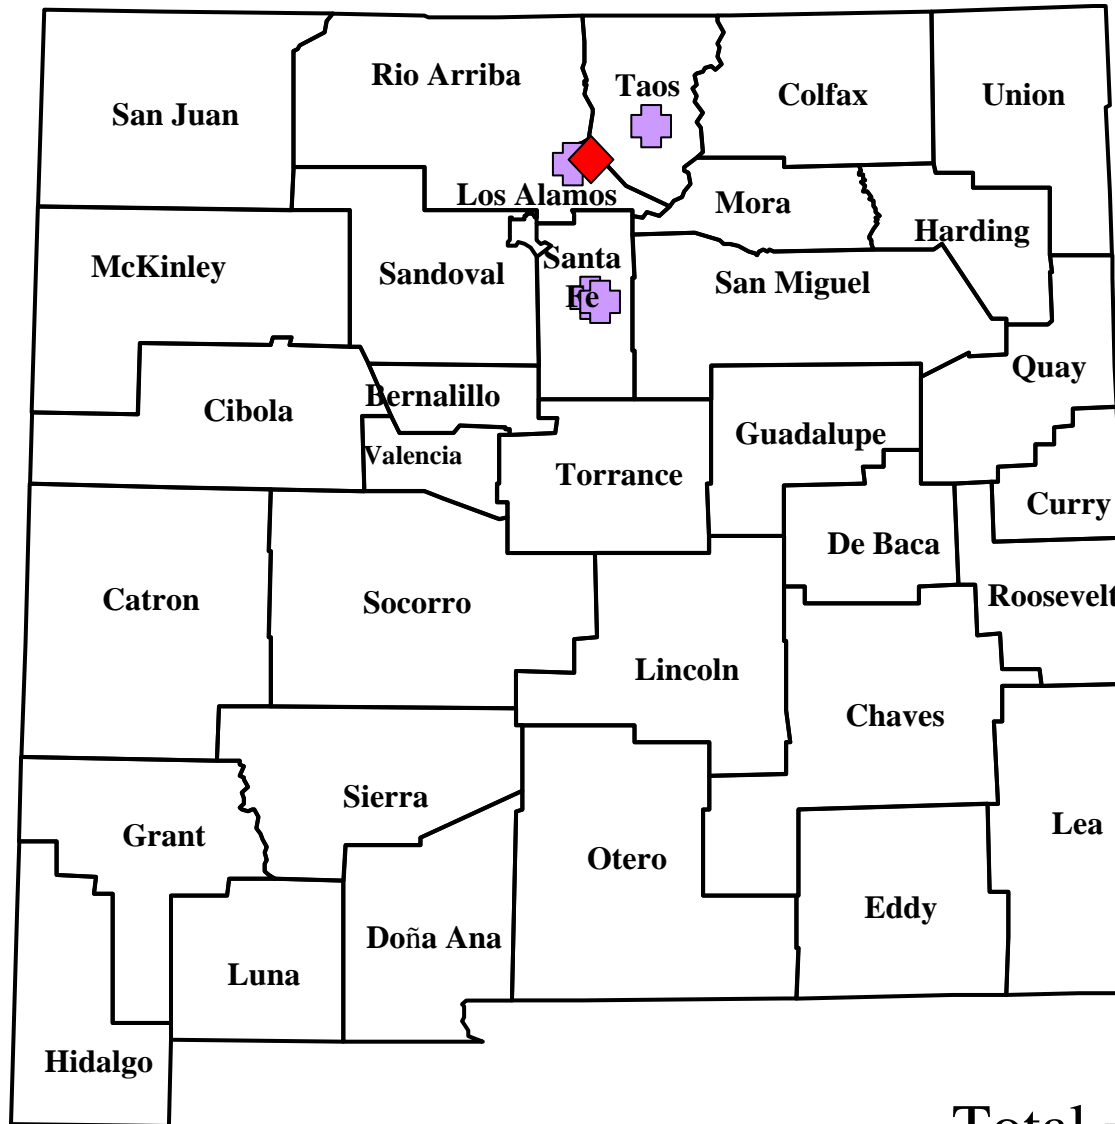 Rio Arriba
Taos
Colfax
Union
San Juan
Los Alamos
Mora
Harding
McKinley
Sandoval
Santa
Fe
San Miguel
Quay
Bernalillo
Cibola
Guadalupe
Valencia
Torrance
Curry
De Baca
Catron
Socorro
Roosevelt
Lincoln
Chaves
Sierra
Grant
Lea
Otero
Eddy
Doña Ana
Luna
Hidalgo
Total